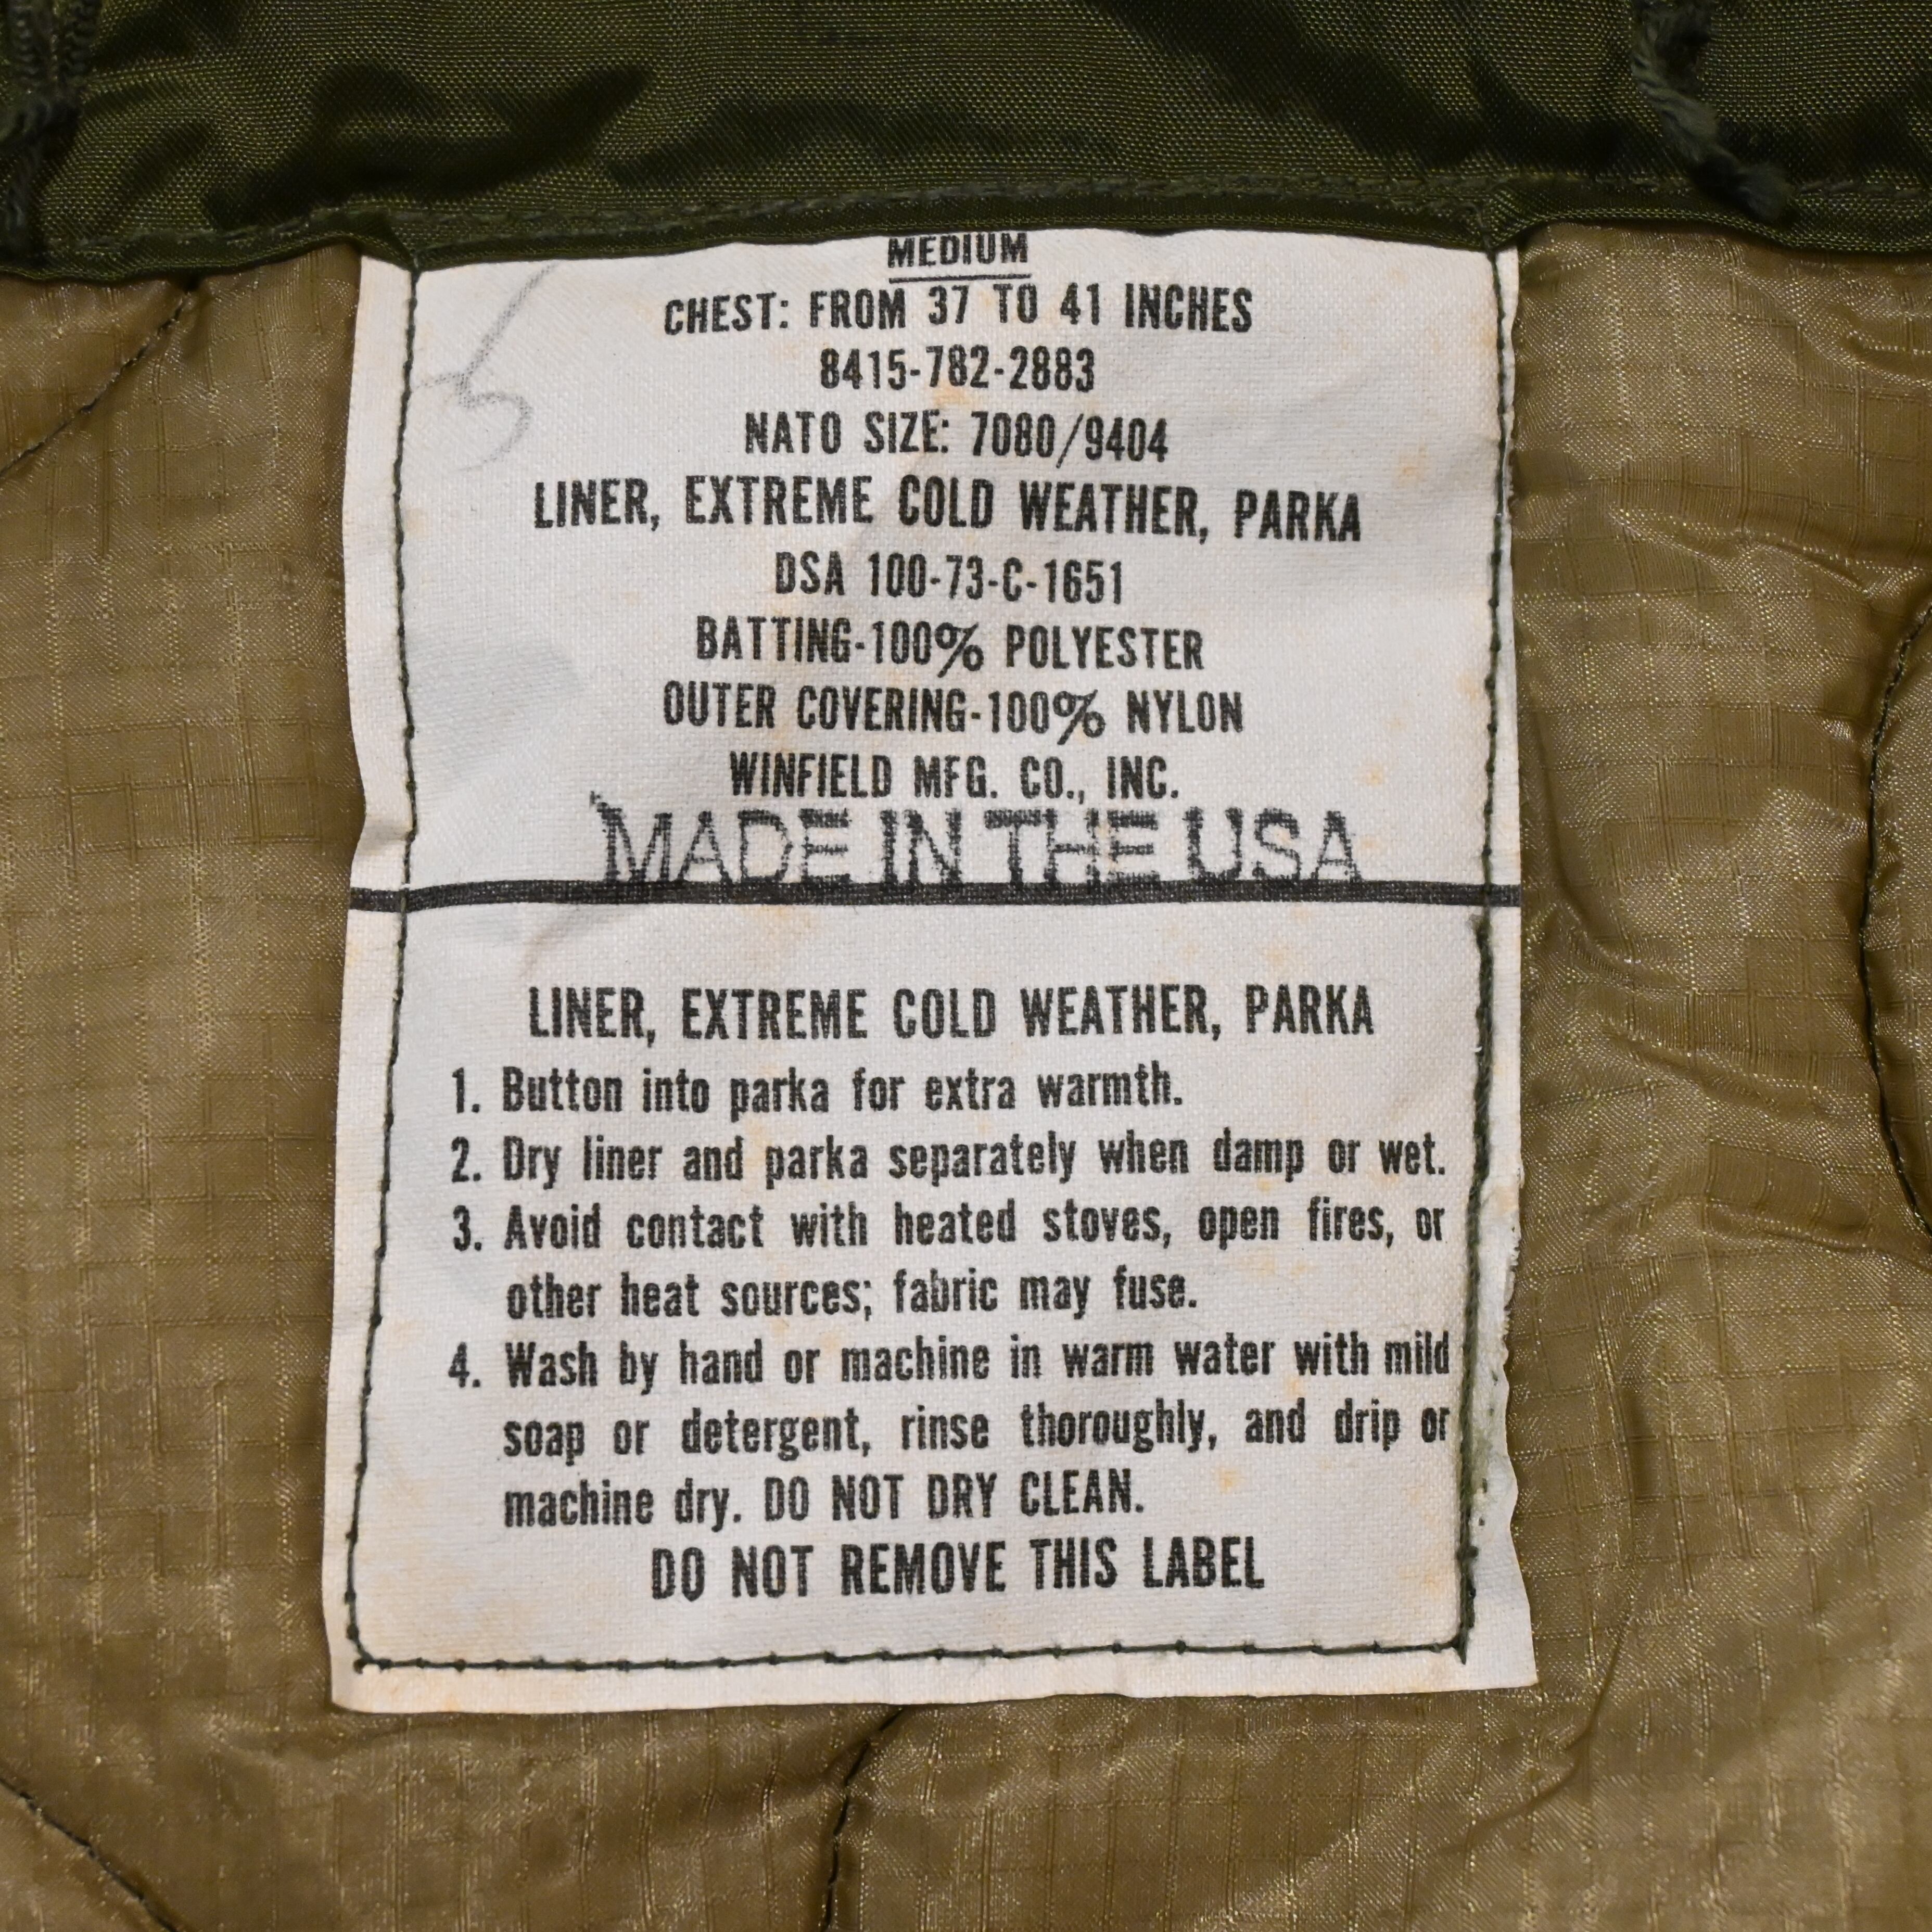 MEDIUM
CHEST: FROM 37 TO 41 INCHES
8415-782-2883
NATO SIZE: 7080/9404
LINER, EXTREME COLD WEATHER, PARKA
DSA 100-73-C-1651
BATTING-100% POLYESTER
OUTER COVERING-100% NYLON
WINFIELD MFG. CO., INC.
MADE IN THE USA
LINER, EXTREME COLD WEATHER, PARKA
1. Button into parka for extra warmth.
2. Dry liner and parka separately when damp or wet.
3. Avoid contact with heated stoves, open fires, or
other heat sources; fabric may fuse.
4. Wash by hand or machine in warm water with mild
soap or detergent, rinse thoroughly, and drip or
machine dry. DO NOT DRY CLEAN.
DO NOT REMOVE THIS LABEL